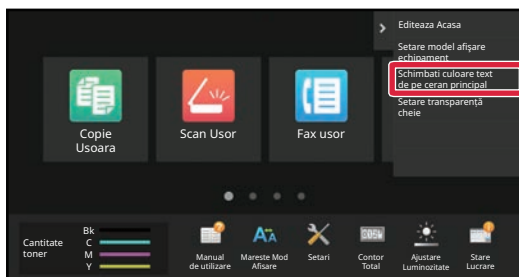 Editeaza Acasa
Setare model afişare
echipament
Schimbati culoare text
de pe ceran principal
Setare transparență
cheie
Copie
Usoara
Scan Usor
Fax usor
Cantitate
toner
Bk
C
M
Y
Manual
de utilizare
Mareste Mod
Afisare
Setari
Contor
Total
Ajustare
Luminozitate
Stare
Lucrare